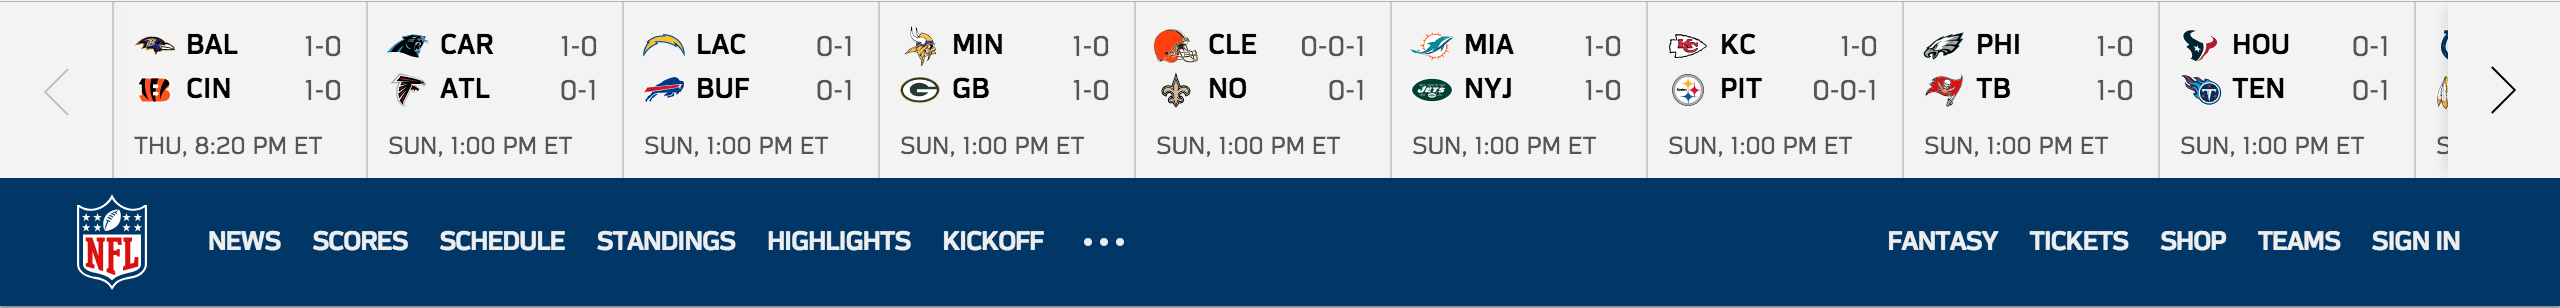 BAL 1-0
CIN 1-0
THU, 8:20 PM ET
CAR 1-0
ATL 0-1
SUN, 1:00 PM ET
LAC 0-1
BUF 0-1
SUN, 1:00 PM ET
MIN 1-0
GB 1-0
SUN, 1:00 PM ET
CLE 0-0-1
NO 0-1
SUN, 1:00 PM ET
MIA 1-0
NYJ 1-0
SUN, 1:00 PM ET
KC 1-0
PIT 0-0-1
SUN, 1:00 PM ET
PHI 1-0
TB 1-0
SUN, 1:00 PM ET
HOU 0-1
TEN 0-1
SUN, 1:00 PM ET
NFL
NEWS SCORES SCHEDULE STANDINGS HIGHLIGHTS KICKOFF ••• FANTASY TICKETS SHOP TEAMS SIGN IN